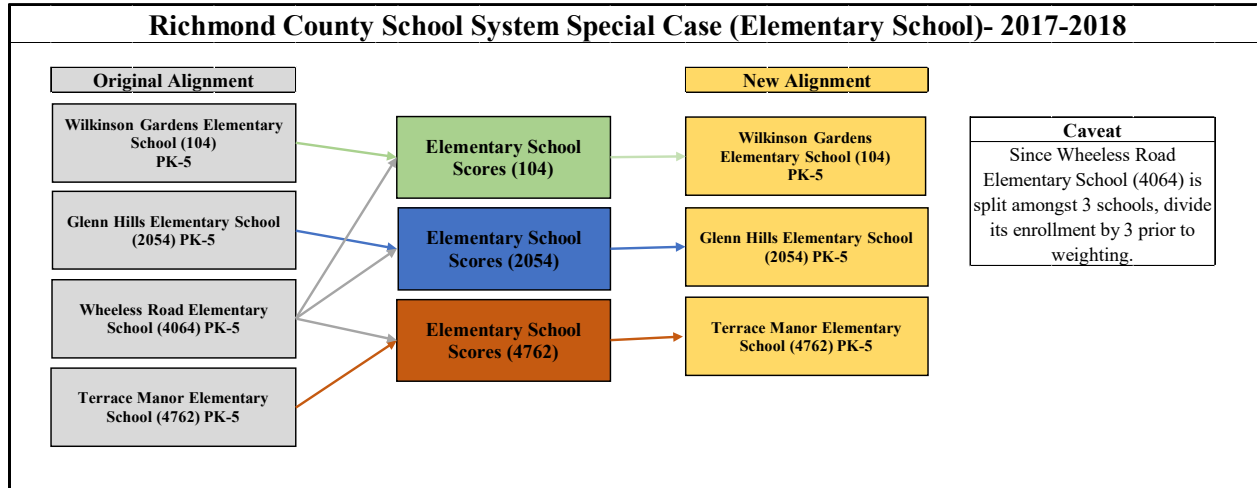 Richmond County School System Special Case (Elementary School)- 2017-2018
Original Alignment
Wilkinson Gardens Elementary
School (104)
PK-5
Glenn Hills Elementary School
(2054) PK-5
Wheeless Road Elementary
School (4064) PK-5
Terrace Manor Elementary
School (4762) PK-5
Elementary School
Scores (104)
Elementary School
Scores (2054)
Elementary School
Scores (4762)
New Alignment
Wilkinson Gardens
Elementary School (104)
PK-5
Glenn Hills Elementary School
(2054) PK-5
Terrace Manor Elementary
School (4762) PK-5
Caveat
Since Wheeless Road
Elementary School (4064) is
split amongst 3 schools, divide
its enrollment by 3 prior to
weighting.